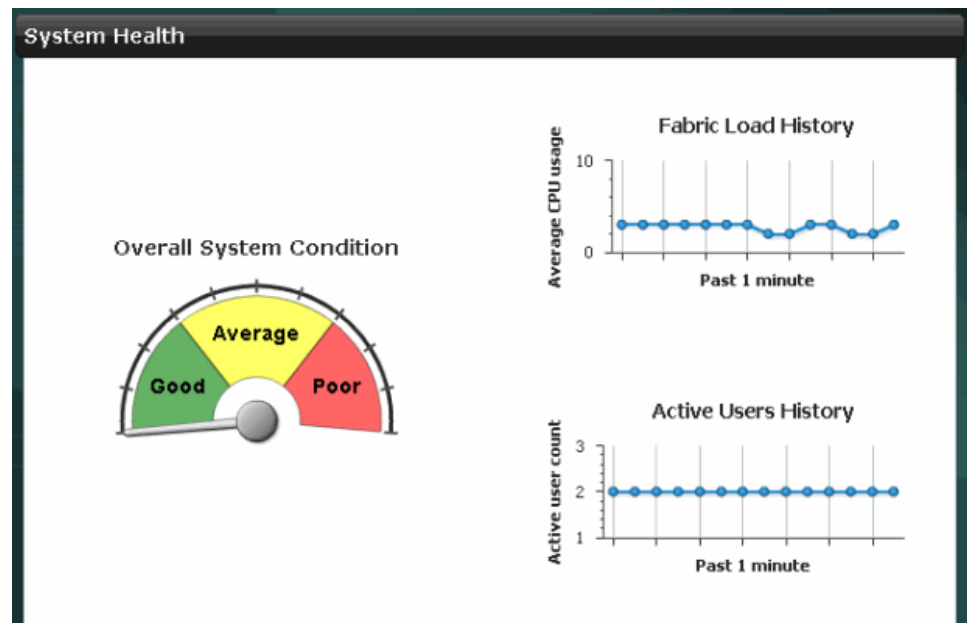 System Health
Overall System Condition
Good
Average
Poor
Fabric Load History
Average CPU usage
10
0
Past 1 minute
Active Users History
Active user count
3
2
1
Past 1 minute